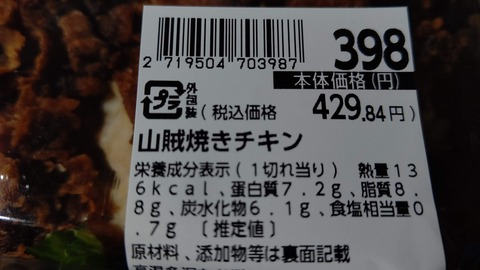 2 719504 703987
398
本体価格(円)
プラ
外包装
(税込価格 429.84円)
山賊焼きチキン
栄養成分表示(1切れ当り) 熱量13
6kcal、蛋白質7.2g、脂質8.
8g、炭水化物6.1g、食塩相当量0
.7g 〔推定値〕
原材料、添加物等は裏面記載